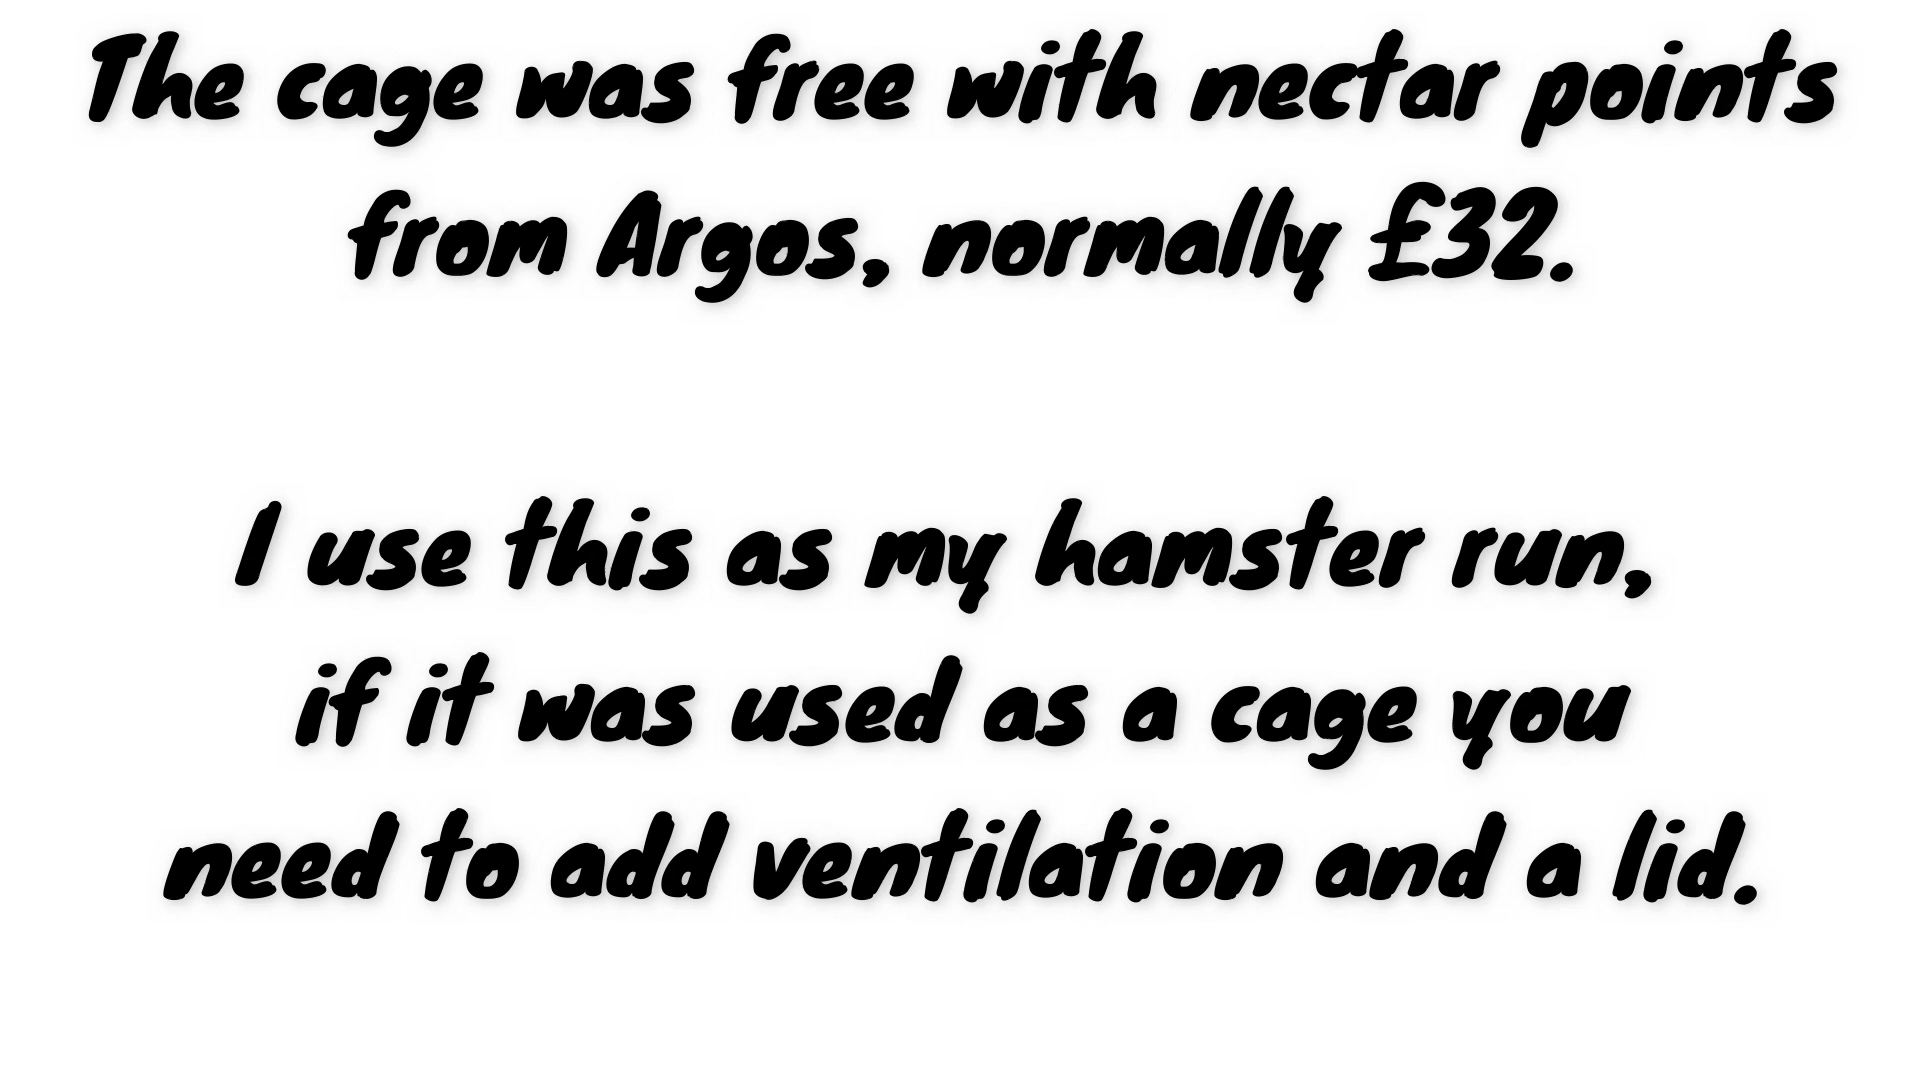 The cage was free with nectar points
from Argos, normally £32.
I use this as my hamster run,
if it was used as a cage you
need to add ventilation and a lid.